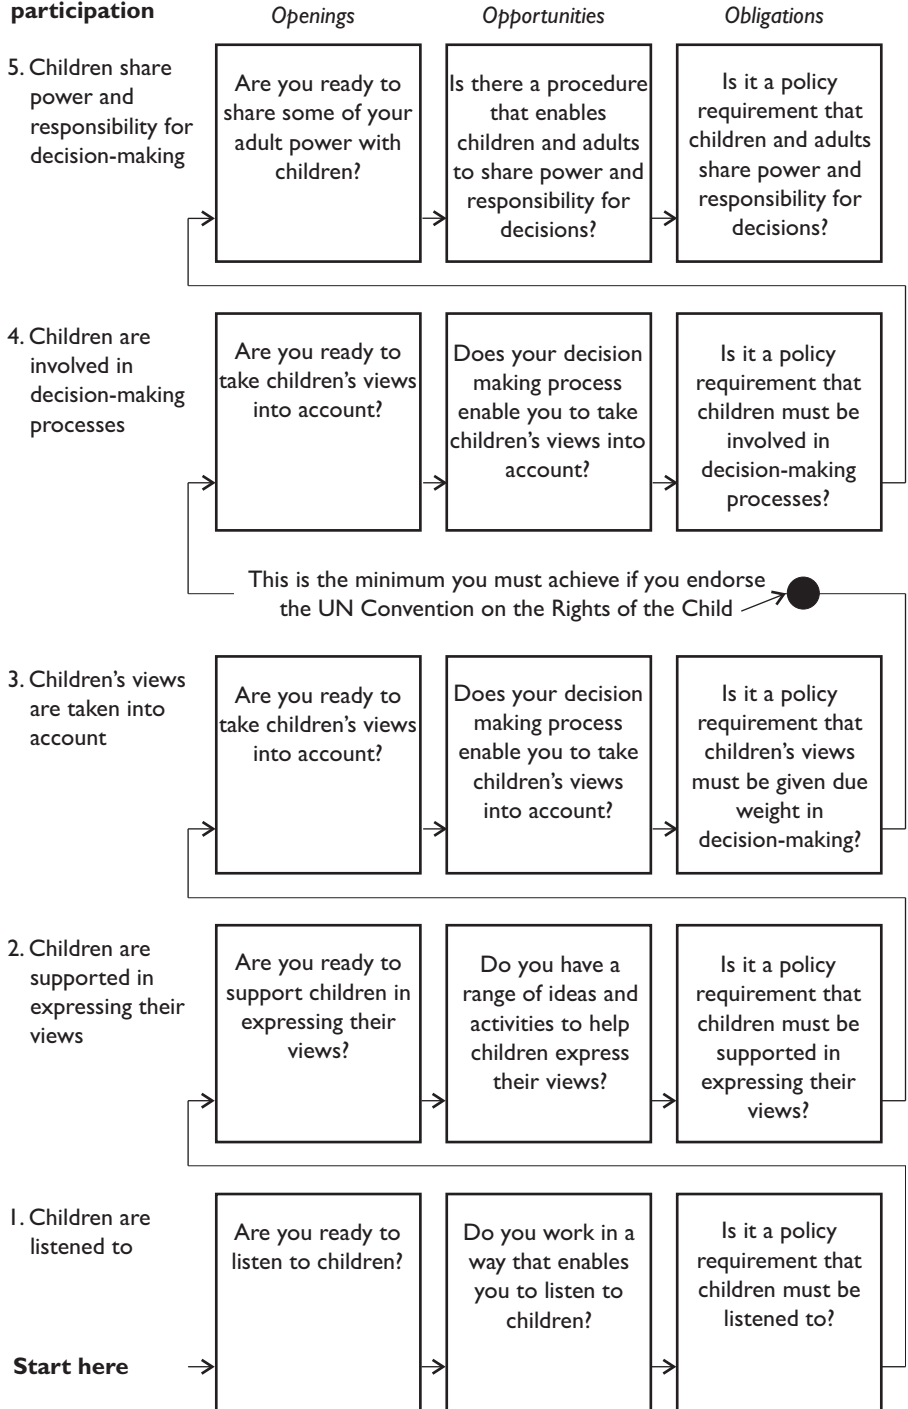 participation
Openings
Opportunities
Obligations
5. Children share
power and
responsibility for
decision-making
Are you ready to
share some of your
adult power with
children?
Is there a procedure
that enables
children and adults
to share power and
responsibility for
decisions?
Is it a policy
requirement that
children and adults
share power and
responsibility for
decisions?
4. Children are
involved in
decision-making
processes
Are you ready to
take children’s views
into account?
Does your decision
making process
enable you to take
children’s views into
account?
Is it a policy
requirement that
children must be
involved in
decision-making
processes?
This is the minimum you must achieve if you endorse
the UN Convention on the Rights of the Child
3. Children’s views
are taken into
account
Are you ready to
take children’s views
into account?
Does your decision
making process
enable you to take
children’s views
into account?
Is it a policy
requirement that
children’s views
must be given due
weight in
decision-making?
2. Children are
supported in
expressing their
views
Are you ready to
support children in
expressing their
views?
Do you have a
range of ideas and
activities to help
children express
their views?
Is it a policy
requirement that
children must be
supported in
expressing their
views?
1. Children are
listened to
Are you ready to
listen to children?
Do you work in a
way that enables
you to listen to
children?
Is it a policy
requirement that
children must be
listened to?
Start here